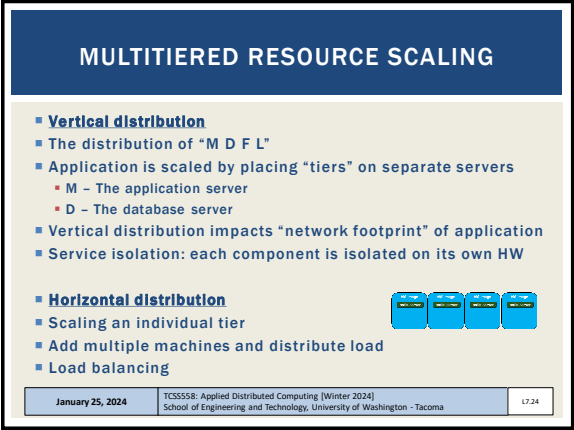 MULTITIERED RESOURCE SCALING
Vertical distribution
The distribution of “M D F L”
Application is scaled by placing “tiers” on separate servers
M – The application server
D – The database server
Vertical distribution impacts “network footprint” of application
Service isolation: each component is isolated on its own HW
Horizontal distribution
Scaling an individual tier
Add multiple machines and distribute load
Load balancing
January 25, 2024
TCSS558: Applied Distributed Computing [Winter 2024]
School of Engineering and Technology, University of Washington - Tacoma
L7.24